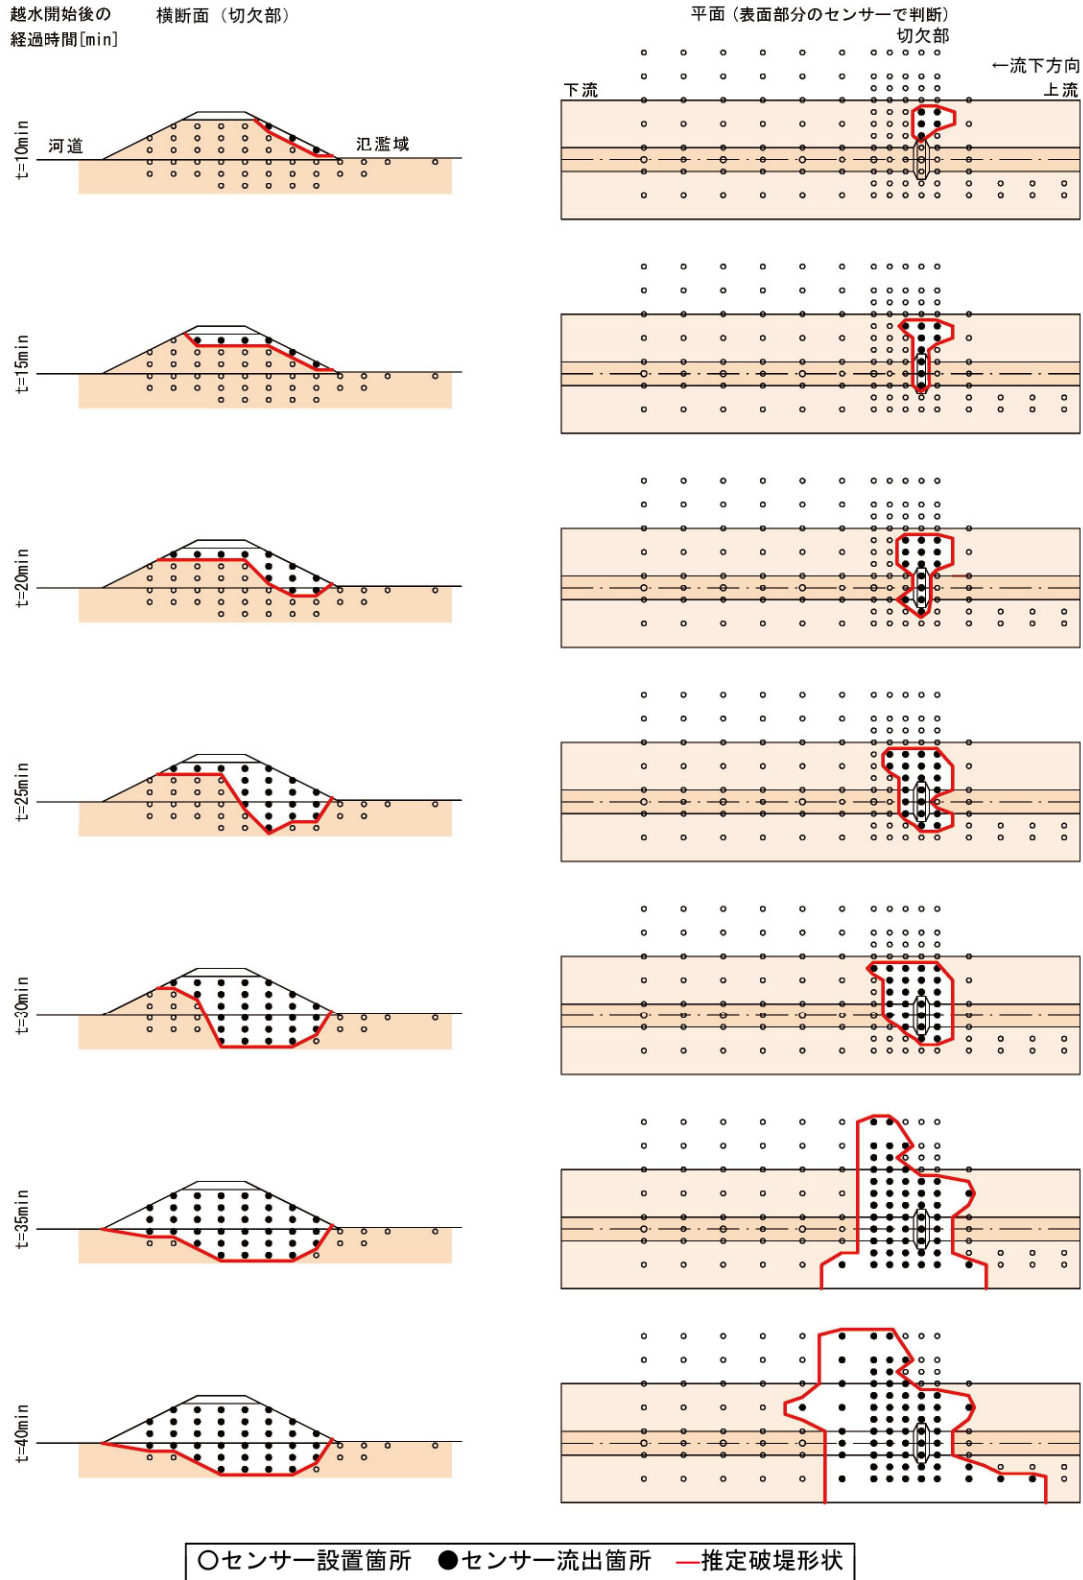 越水開始後の
経過時間[min]
横断面（切欠部）
平面（表面部分のセンサーで判断）
切欠部
←流下方向
下流
上流
t=10min
河道
氾濫域
t=15min
t=20min
t=25min
t=30min
t=35min
t=40min
○センサー設置箇所 ●センサー流出箇所 ―推定破堤形状